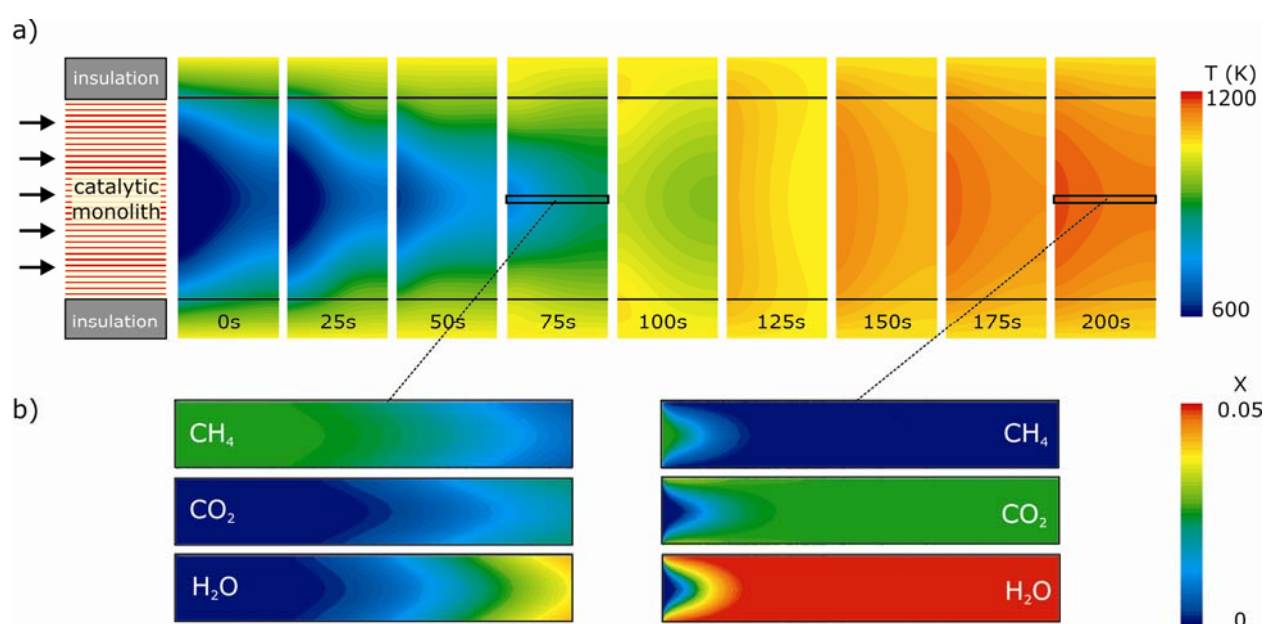 a)
insulation
catalytic
monolith
insulation
0s 25s 50s 75s 100s 125s 150s 175s 200s
T (K)
1200
600
b)
CH₄ CH₄
CO₂ CO₂
H₂O H₂O
X
0.05
0